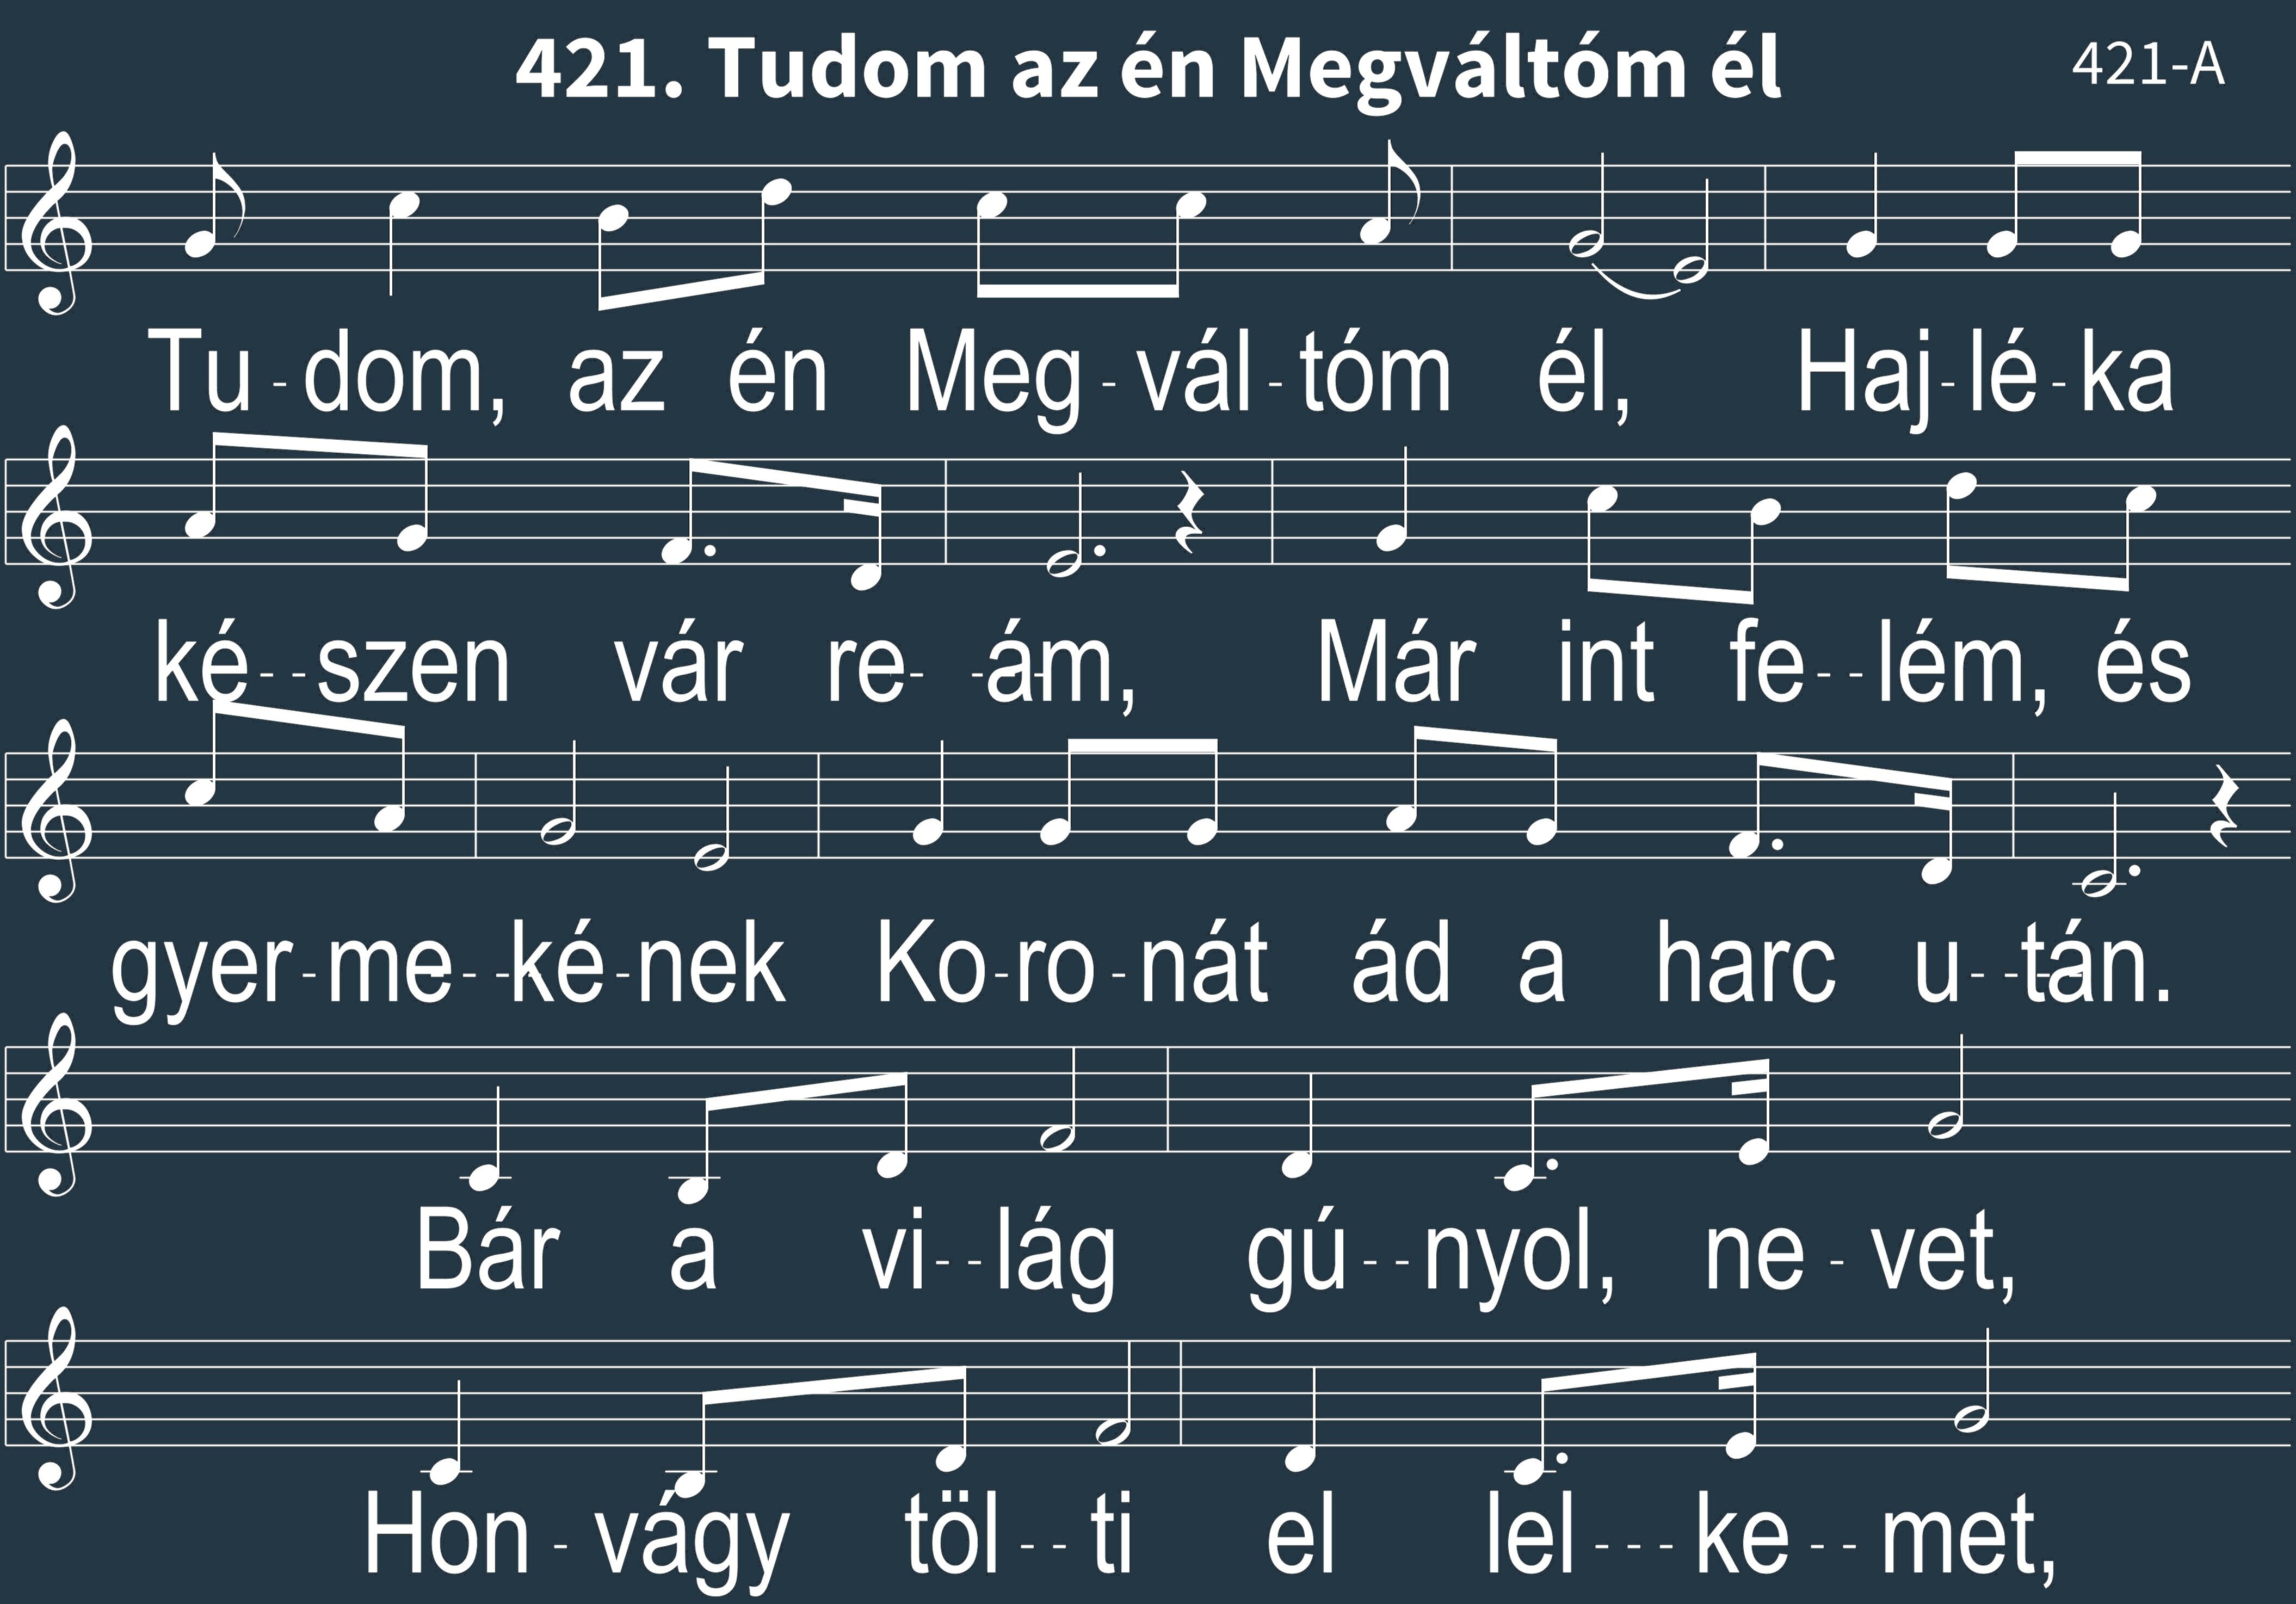 421. Tudom az én Megváltóm él 421-A
Tu-dom, az én Meg-vál-tóm él, Haj-lé-ka
ké--szen vár re- -ám, Már int fe--lém, és
gyer-me- -ké-nek Ko-ro-nát ád a harc u- -tán.
Bár a vi--lág gú--nyol, ne-vet,
Hon-vágy töl--ti el lel---ke--met,